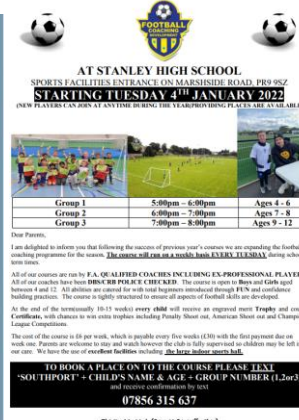 FOOTBALL
COACHING
DEVELOPMENT
AT STANLEY HIGH SCHOOL
SPORTS FACILITIES ENTRANCE ON MARSHSIDE ROAD, PR9 9SZ
STARTING TUESDAY 4TH JANUARY 2022
(NEW PLAYERS CAN JOIN AT ANYTIME DURING THE YEAR(PROVIDING PLACES ARE AVAILABLE
Group 1 5:00pm – 6:00pm Ages 4 - 6
Group 2 6:00pm – 7:00pm Ages 7 - 8
Group 3 7:00pm – 8:00pm Ages 9 - 12
Dear Parents,
I am delighted to inform you that following the success of previous year's courses we are expanding the footba
coaching programme for the season. The course will run on a weekly basis EVERY TUESDAY during schoo
term times.
All of our courses are run by F.A. QUALIFIED COACHES INCLUDING EX-PROFESSIONAL PLAYER
All of our coaches have been DBS/CRB POLICE CHECKED. The course is open to Boys and Girls aged
between 4 and 12. All abilities are catered for with total beginners introduced through FUN and confidence
building practices. The course is tightly structured to ensure all aspects of football skills are developed.
At the end of the term(usually 10-15 weeks) every child will receive an engraved merit Trophy and cou
Certificate, with chances to win extra trophies including Penalty Shoot out, American Shoot out and Champi
League Competitions.
The cost of the course is £6 per week, which is payable every five weeks (£30) with the first payment due on
week one. Parents are welcome to stay and watch however the club is fully supervised so children may be left i
our care. We have the use of excellent facilities including the large indoor sports hall.
TO BOOK A PLACE ON TO THE COURSE PLEASE TEXT
'SOUTHPORT' + CHILD'S NAME & AGE + GROUP NUMBER (1,2or3
and receive confirmation by text
07856 315 637